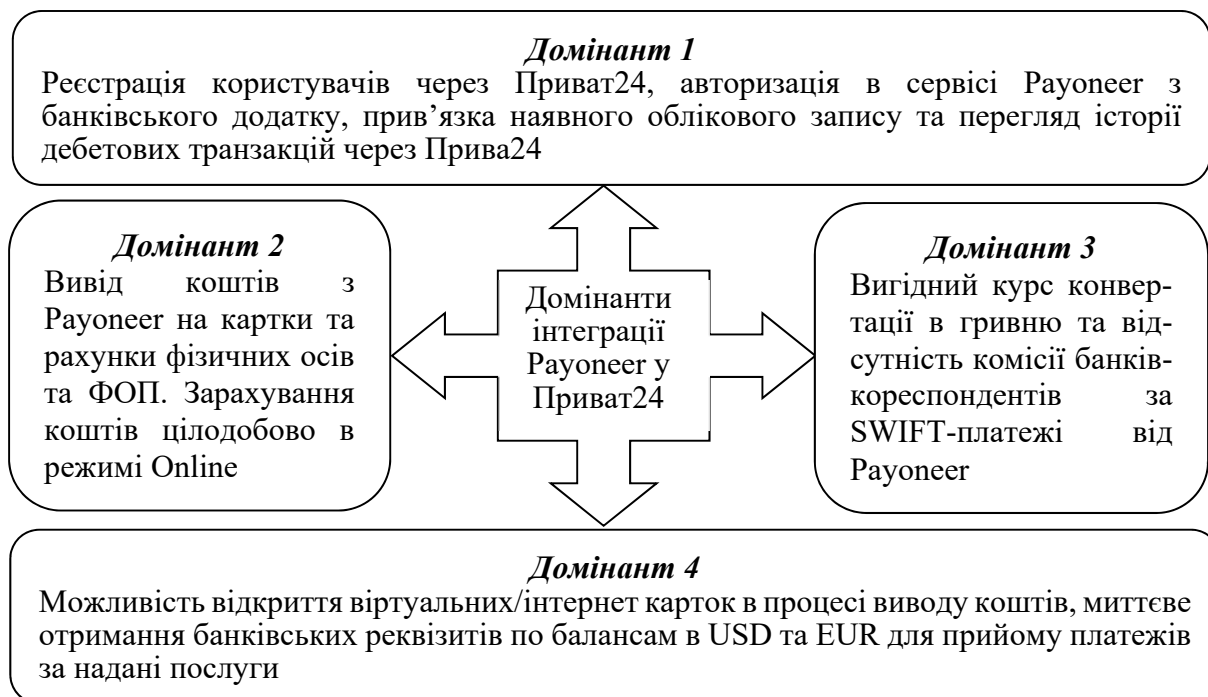 Домінант 1
Реєстрація користувачів через Приват24, авторизація в сервісі Payoneer з
банківського додатку, прив’язка наявного облікового запису та перегляд історії
дебетових транзакцій через Прива24
Домінант 2
Вивід коштів з
Payoneer на картки та
рахунки фізичних осіб
та ФОП. Зарахування
коштів цілодобово в
режимі Online
Домінанти
інтеграції
Payoneer у
Приват24
Домінант 3
Вигідний курс конвер-
тації в гривню та від-
сутність комісії банків-
кореспондентів за
SWIFT-платежі від
Payoneer
Домінант 4
Можливість відкриття віртуальних/інтернет карток в процесі виводу коштів, миттєве
отримання банківських реквізитів по балансам в USD та EUR для прийому платежів
за надані послуги